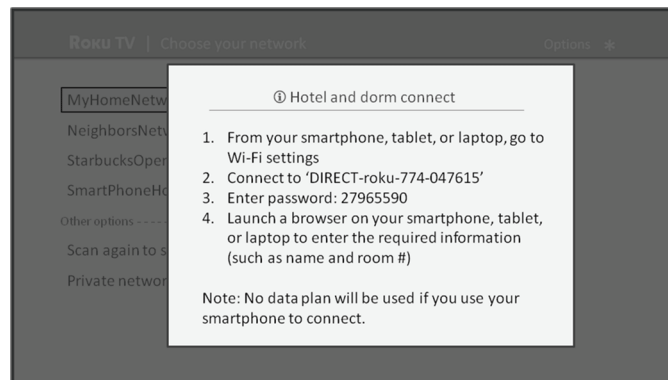 Roku TV | Choose your network
Options ✱
ⓘ Hotel and dorm connect
1. From your smartphone, tablet, or laptop, go to
Wi-Fi settings
2. Connect to ‘DIRECT-roku-774-047615’
3. Enter password: 27965590
4. Launch a browser on your smartphone, tablet,
or laptop to enter the required information
(such as name and room #)
Note: No data plan will be used if you use your
smartphone to connect.
MyHomeNetw
NeighborsNetv
StarbucksOper
SmartPhoneHo
Other options -----
Scan again to s
Private networ